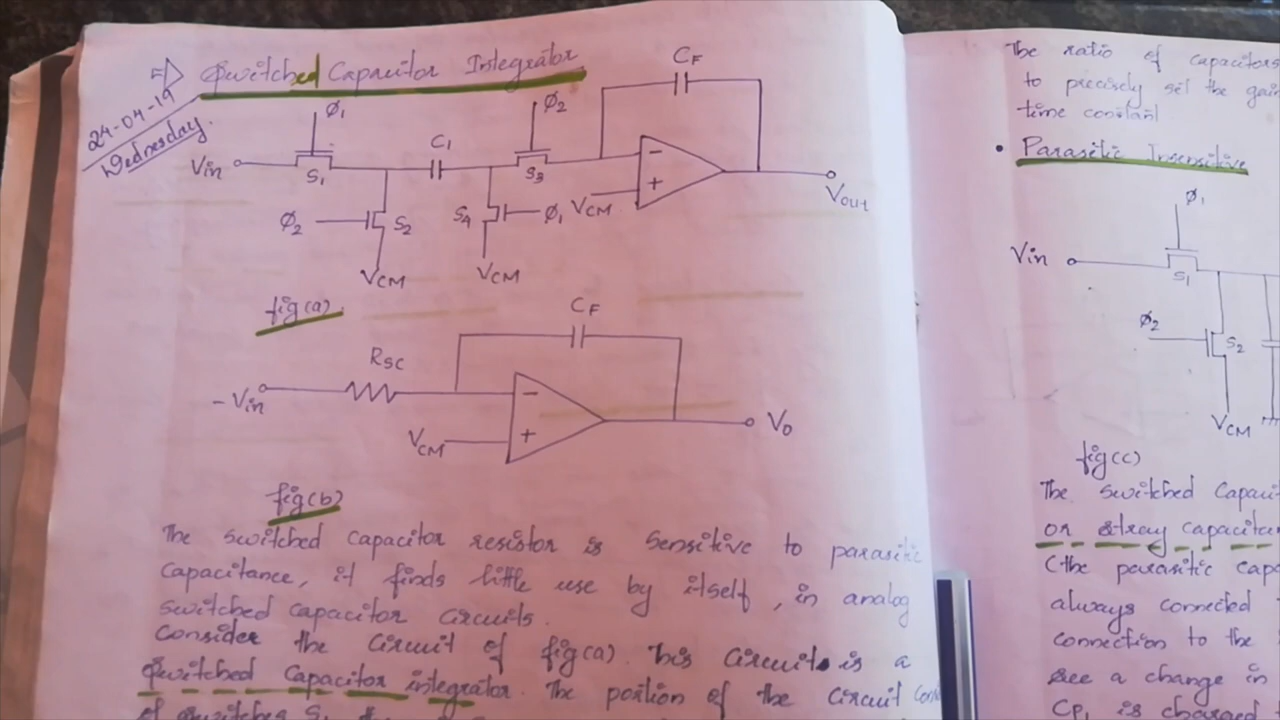 Switched Capacitor Integrator
24-04-19
Wednesday.
CF
Ø1
Ø2
Vin
S1
C1
S3
−
+
VCM
VOUT
Ø2
S2
S4
Ø1
VCM
VCM
fig(a)
CF
RSC
-Vin
−
+
VCM
Vo
fig(b)
The switched capacitor resistor is sensitive to parasitic
capacitance, it finds little use by itself, in analog
switched capacitor circuits.
Consider the circuit of fig(a). This circuit is a
switched Capacitor integrator. The portion of the circuit
of switches S1
The ratio of capacitors
to precisely set the gain
time constant
• Parasitic Insensitive
Ø1
Vin
S1
Ø2
S2
VCM
fig(c)
The switched Capaci
or stray capacitan
(the parasitic cap
always connected
connection to the
see a change in
CP1 is charged t